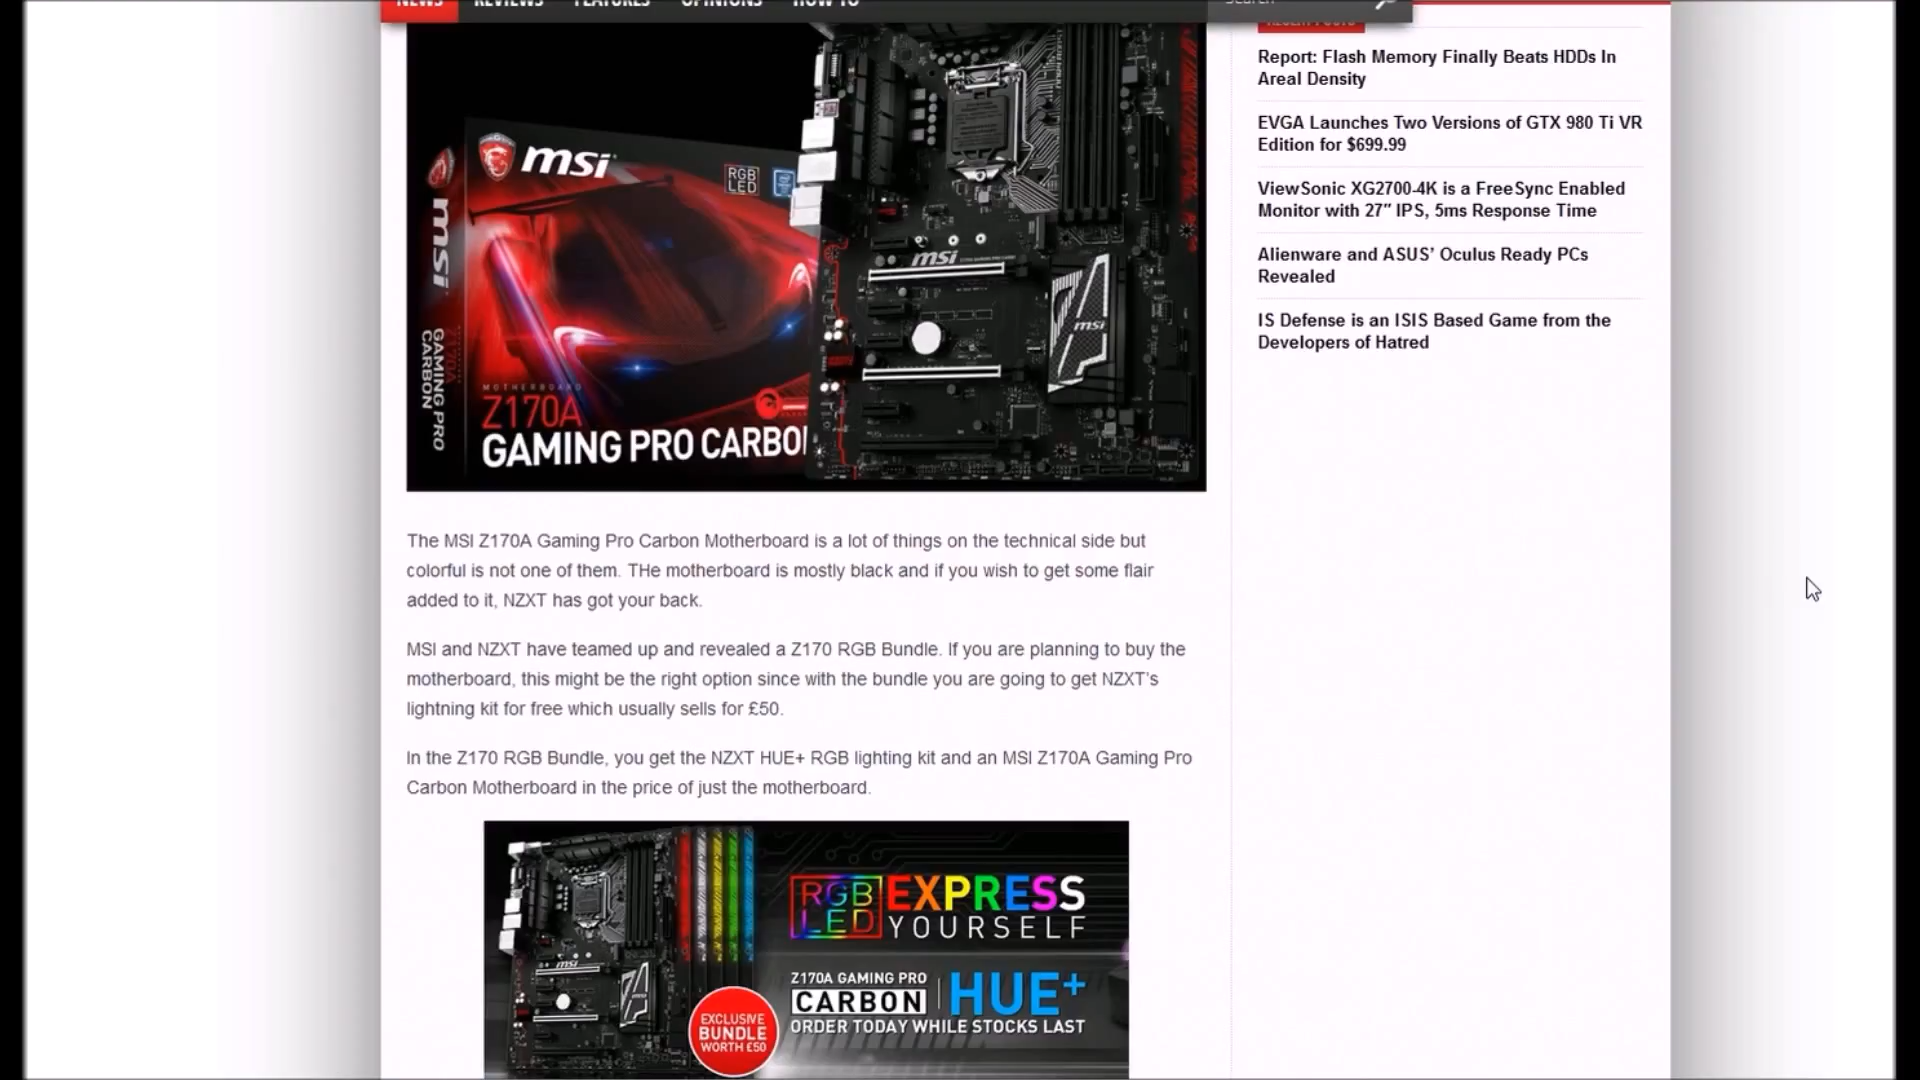 NEWS REVIEWS FEATURES OPINIONS HOW TO
Search
RECENT POSTS
Report: Flash Memory Finally Beats HDDs In
Areal Density
EVGA Launches Two Versions of GTX 980 Ti VR
Edition for $699.99
ViewSonic XG2700-4K is a FreeSync Enabled
Monitor with 27″ IPS, 5ms Response Time
Alienware and ASUS’ Oculus Ready PCs
Revealed
IS Defense is an ISIS Based Game from the
Developers of Hatred
msi
RGB
LED
msi
GAMING PRO
CARBON
MOTHERBOARD
Z170A
GAMING PRO CARBO
msi
msi
The MSI Z170A Gaming Pro Carbon Motherboard is a lot of things on the technical side but
colorful is not one of them. THe motherboard is mostly black and if you wish to get some flair
added to it, NZXT has got your back.
MSI and NZXT have teamed up and revealed a Z170 RGB Bundle. If you are planning to buy the
motherboard, this might be the right option since with the bundle you are going to get NZXT’s
lightning kit for free which usually sells for £50.
In the Z170 RGB Bundle, you get the NZXT HUE+ RGB lighting kit and an MSI Z170A Gaming Pro
Carbon Motherboard in the price of just the motherboard.
msi
RGB
LED
EXPRESS
YOURSELF
Z170A GAMING PRO
CARBON
HUE+
ORDER TODAY WHILE STOCKS LAST
EXCLUSIVE
BUNDLE
WORTH £50